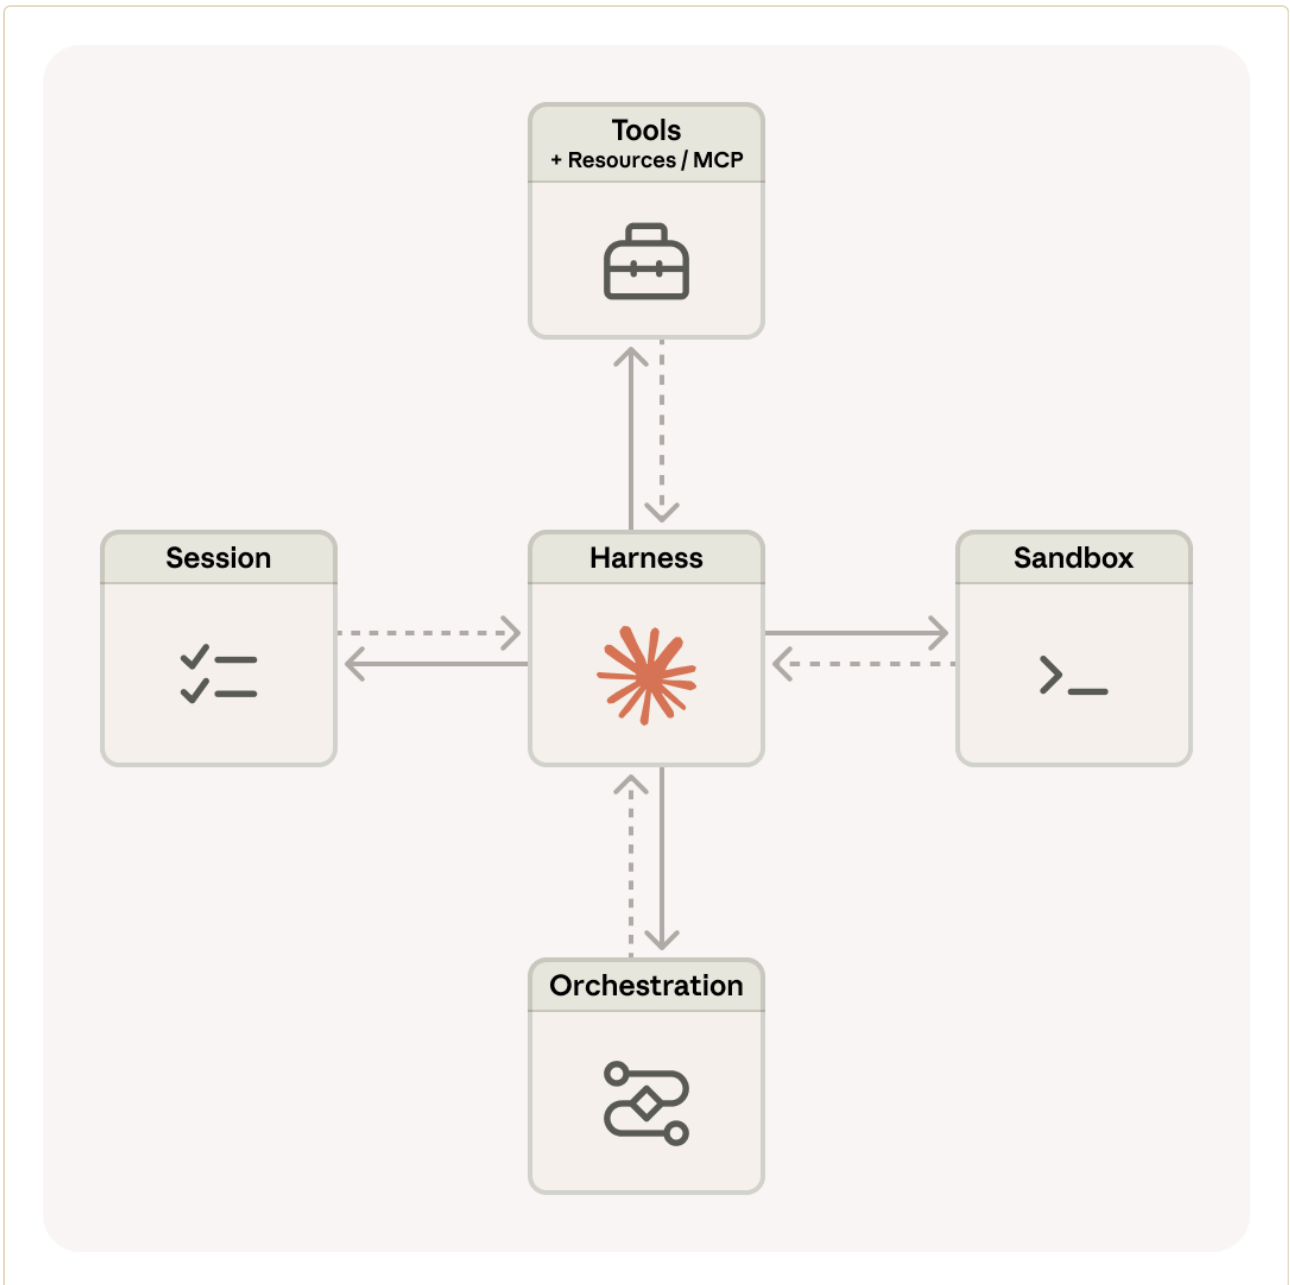 Tools
+ Resources / MCP
Session
Harness
Sandbox
Orchestration